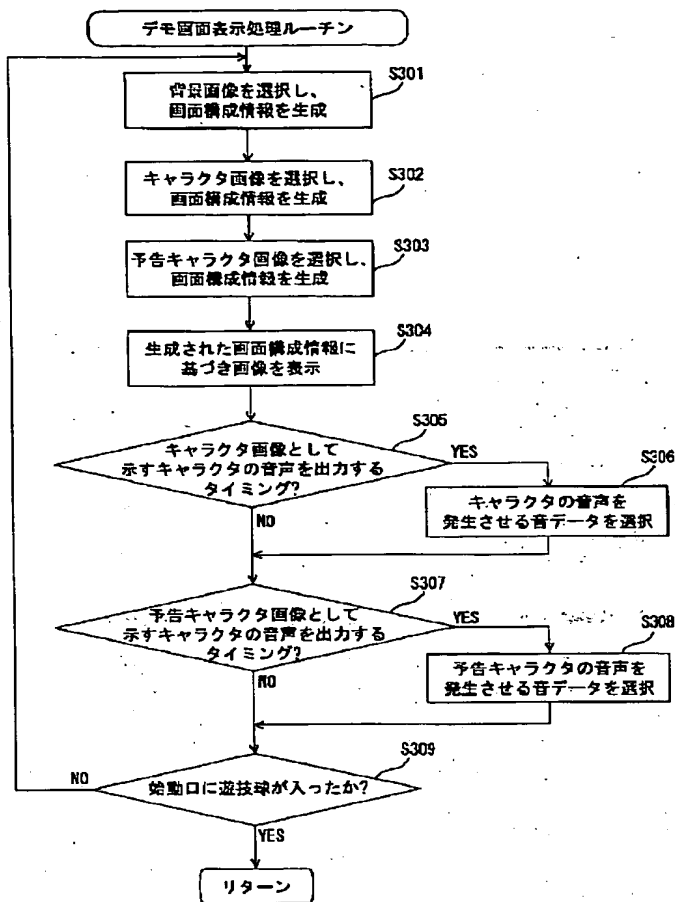 デモ画面表示処理ルーチン
S301
背景画像を選択し、
画面構成情報を生成
S302
キャラクタ画像を選択し、
画面構成情報を生成
S303
予告キャラクタ画像を選択し、
画面構成情報を生成
S304
生成された画面構成情報に
基づき画像を表示
S305
キャラクタ画像として
示すキャラクタの音声を出力する
タイミング?
YES
NO
S306
キャラクタの音声を
発生させる音データを選択
S307
予告キャラクタ画像として
示すキャラクタの音声を出力する
タイミング?
YES
NO
S308
予告キャラクタの音声を
発生させる音データを選択
S309
始動口に遊技球が入ったか?
NO
YES
リターン